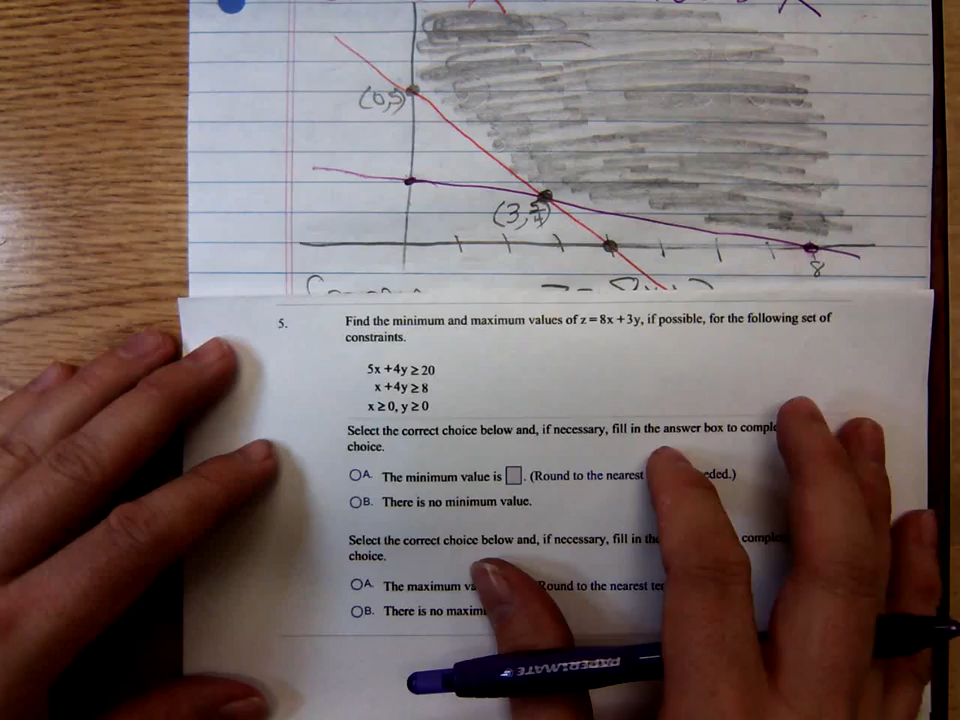 (0,5)
(3, 5/4)
8
5. Find the minimum and maximum values of z = 8x + 3y, if possible, for the following set of
constraints.
5x + 4y ≥ 20
x + 4y ≥ 8
x ≥ 0, y ≥ 0
Select the correct choice below and, if necessary, fill in the answer box to comple
choice.
A. The minimum value is . (Round to the nearest eded.)
B. There is no minimum value.
Select the correct choice below and, if necessary, fill in the comple
choice.
A. The maximum va Round to the nearest te
B. There is no maxim
PAPERMATE